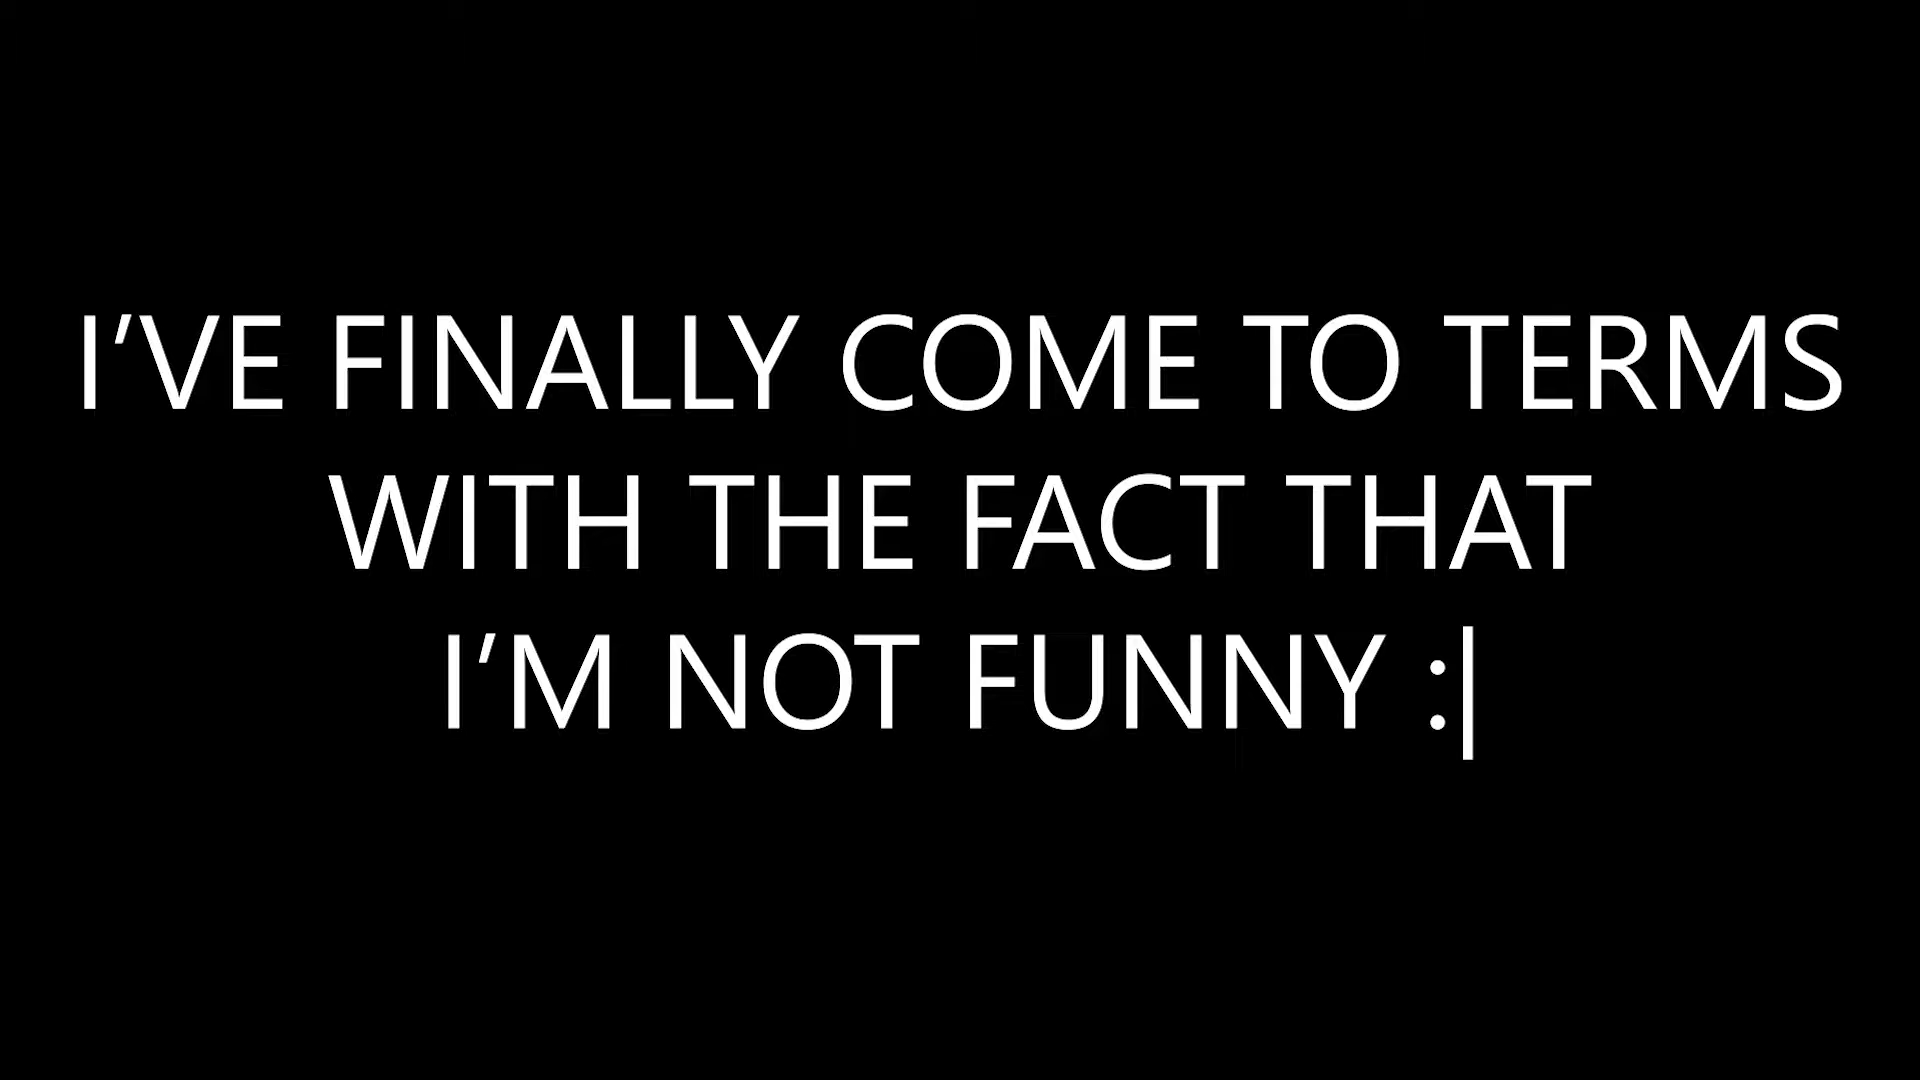 I’VE FINALLY COME TO TERMS
WITH THE FACT THAT
I’M NOT FUNNY :|